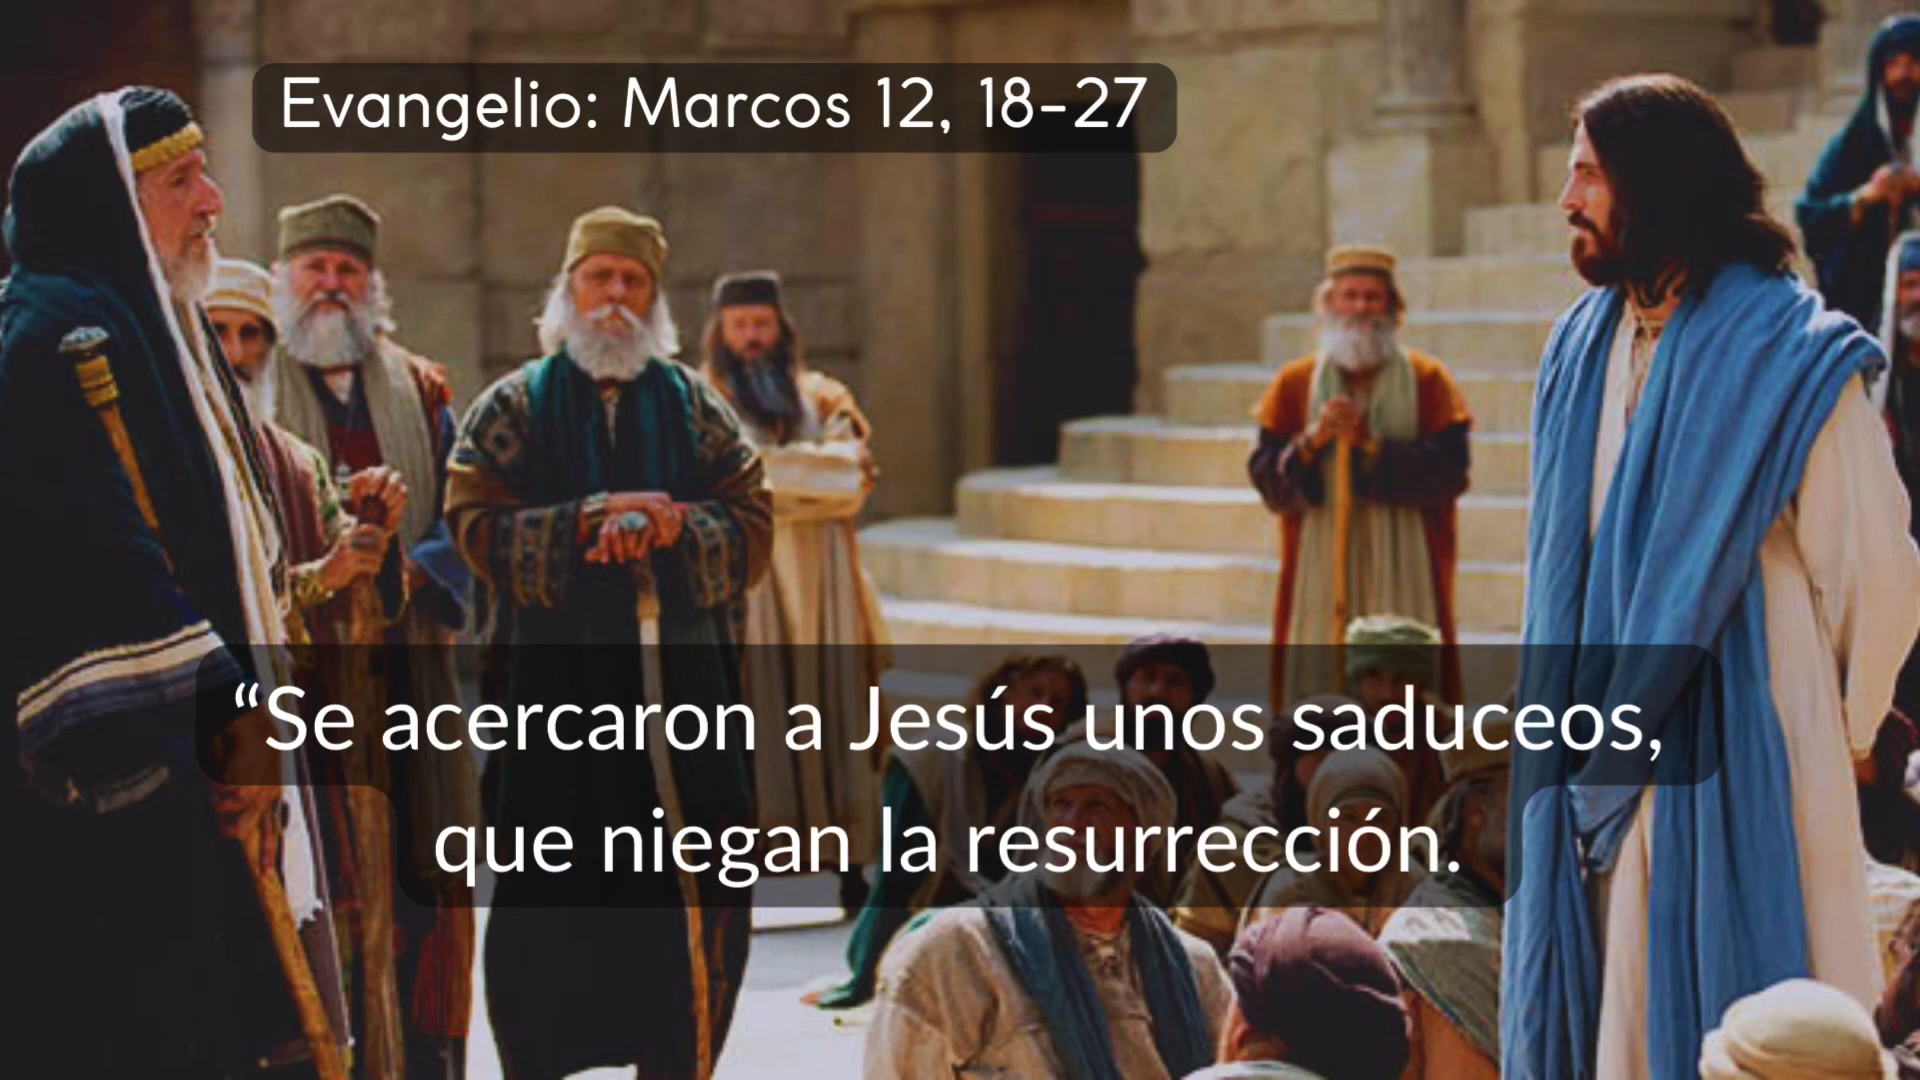 Evangelio: Marcos 12, 18-27
“Se acercaron a Jesús unos saduceos,
que niegan la resurrección.